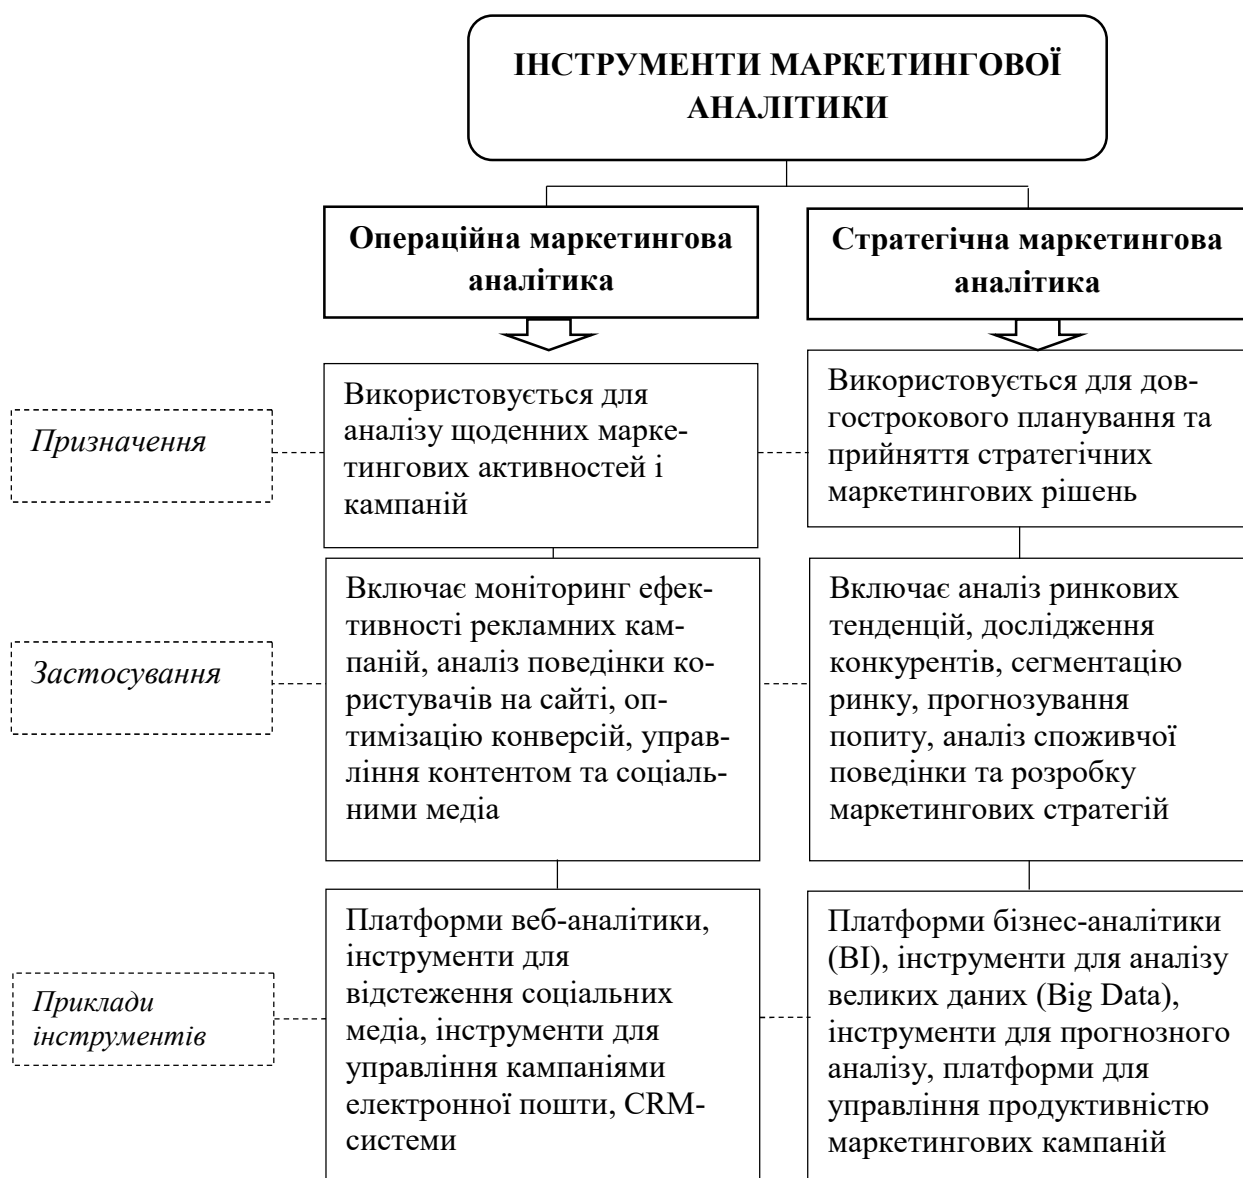 ІНСТРУМЕНТИ МАРКЕТИНГОВОЇ
АНАЛІТИКИ
Операційна маркетингова
аналітика
Стратегічна маркетингова
аналітика
Призначення
Використовується для
аналізу щоденних марке-
тингових активностей і
кампаній
Використовується для дов-
гострокового планування та
прийняття стратегічних
маркетингових рішень
Застосування
Включає моніторинг ефек-
тивності рекламних кам-
паній, аналіз поведінки ко-
ристувачів на сайті, оп-
тимізацію конверсій, управ-
ління контентом та соціаль-
ними медіа
Включає аналіз ринкових
тенденцій, дослідження
конкурентів, сегментацію
ринку, прогнозування
попиту, аналіз споживчої
поведінки та розробку
маркетингових стратегій
Приклади
інструментів
Платформи веб-аналітики,
інструменти для
відстеження соціальних
медіа, інструменти для
управління кампаніями
електронної пошти, CRM-
системи
Платформи бізнес-аналітики
(BI), інструменти для аналізу
великих даних (Big Data),
інструменти для прогнозного
аналізу, платформи для
управління продуктивністю
маркетингових кампаній